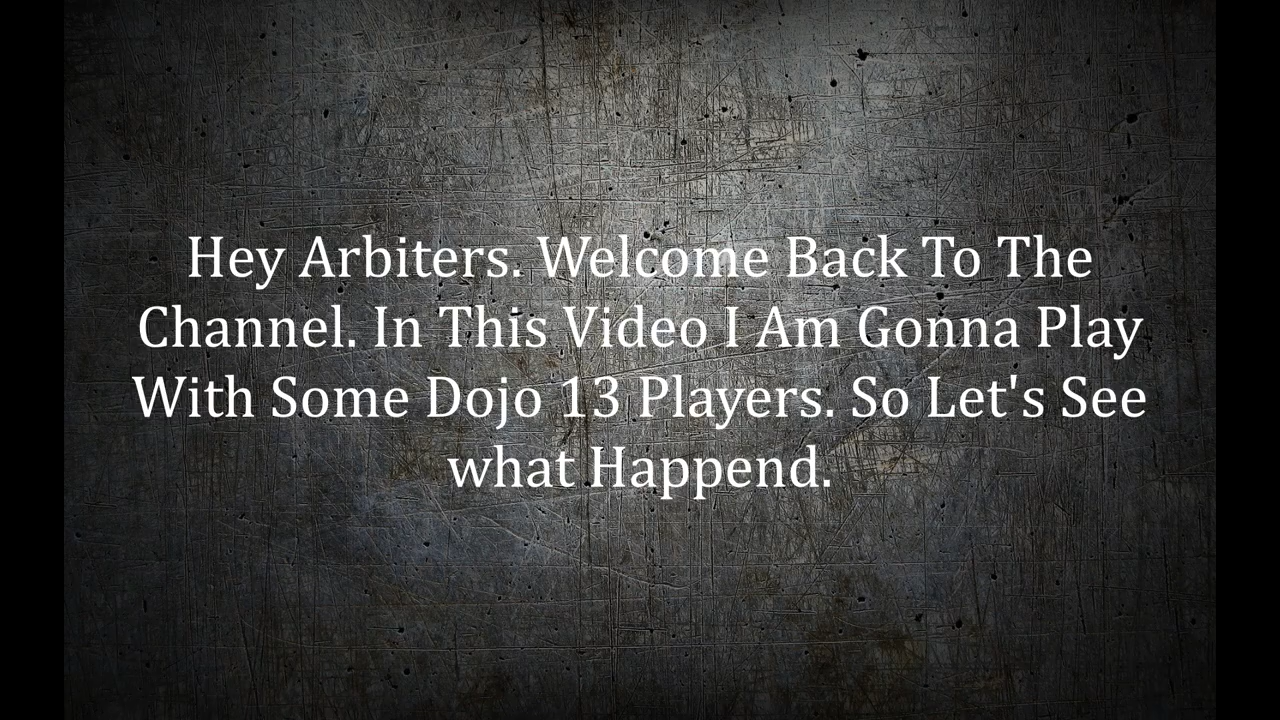 Hey Arbiters. Welcome Back To The
Channel. In This Video I Am Gonna Play
With Some Dojo 13 Players. So Let's See
what Happend.